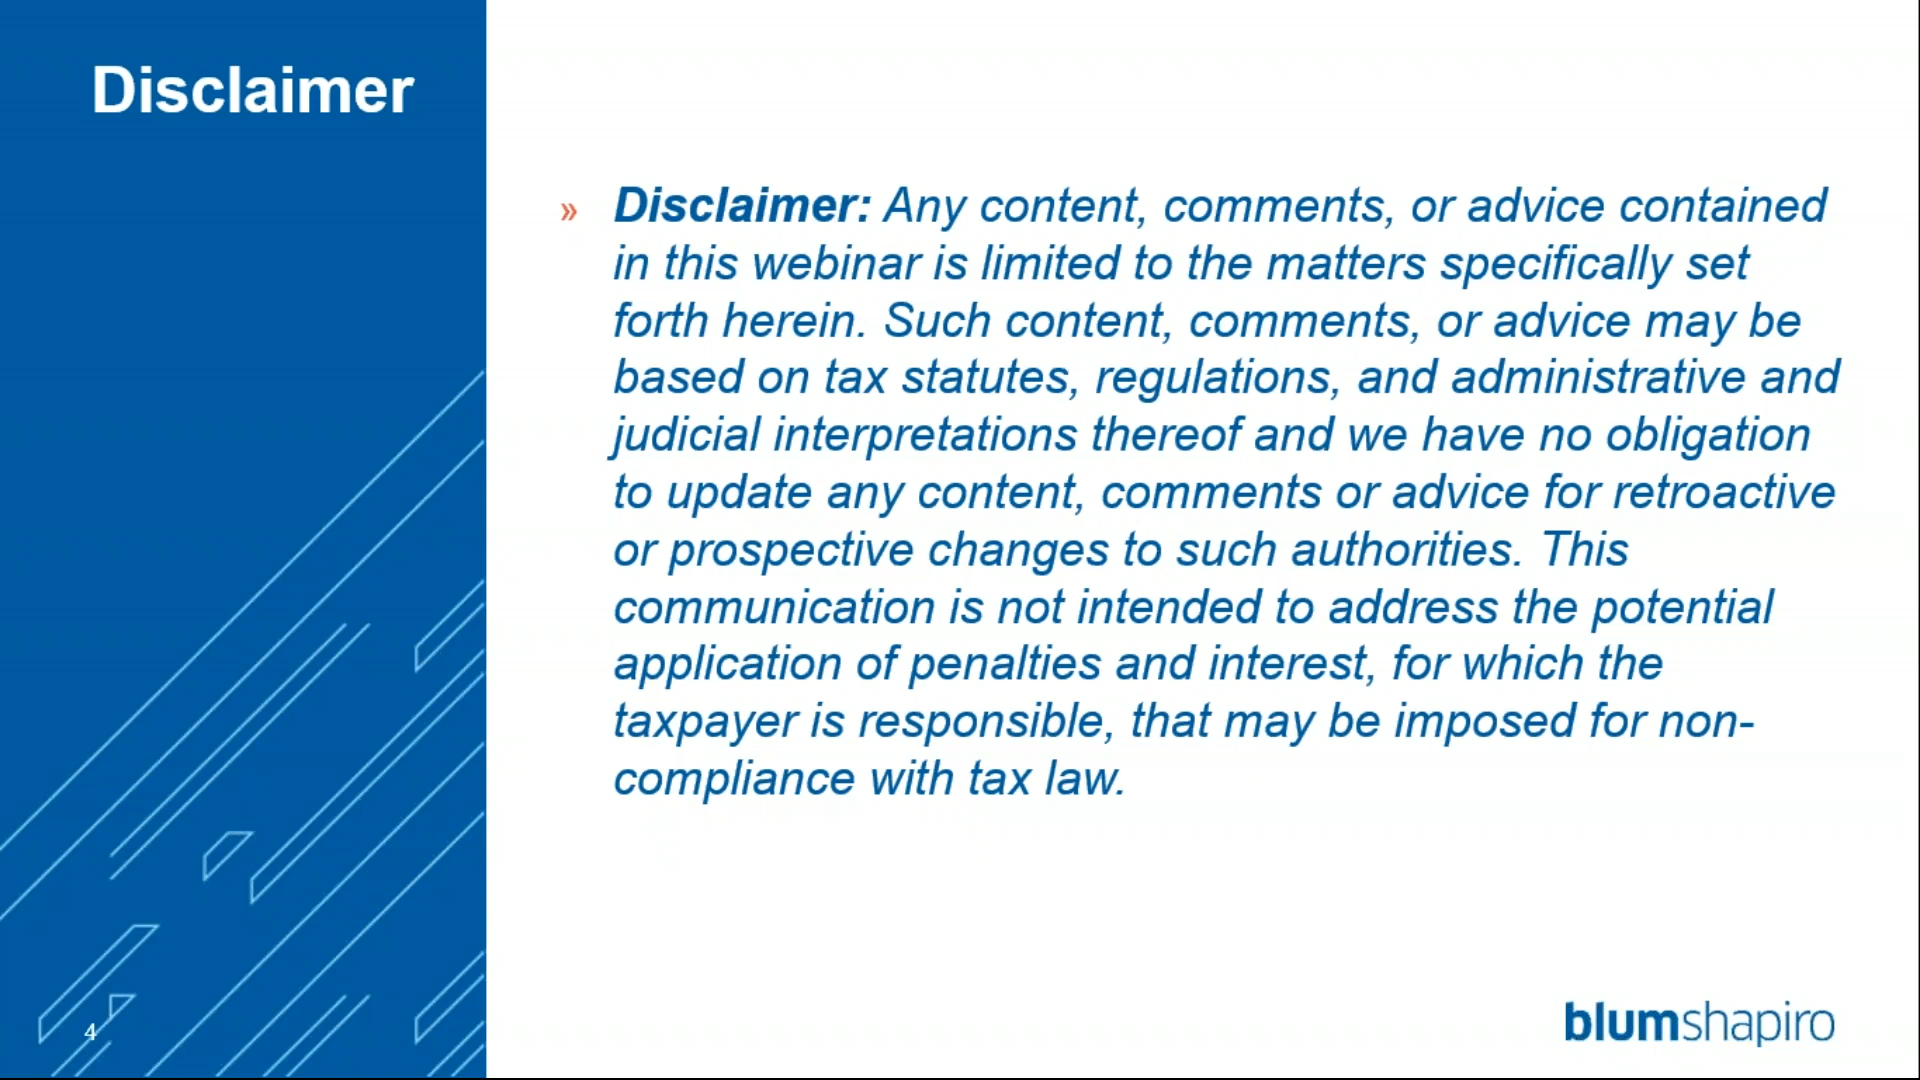 Disclaimer
» Disclaimer: Any content, comments, or advice contained
in this webinar is limited to the matters specifically set
forth herein. Such content, comments, or advice may be
based on tax statutes, regulations, and administrative and
judicial interpretations thereof and we have no obligation
to update any content, comments or advice for retroactive
or prospective changes to such authorities. This
communication is not intended to address the potential
application of penalties and interest, for which the
taxpayer is responsible, that may be imposed for non-
compliance with tax law.
4
blumshapiro